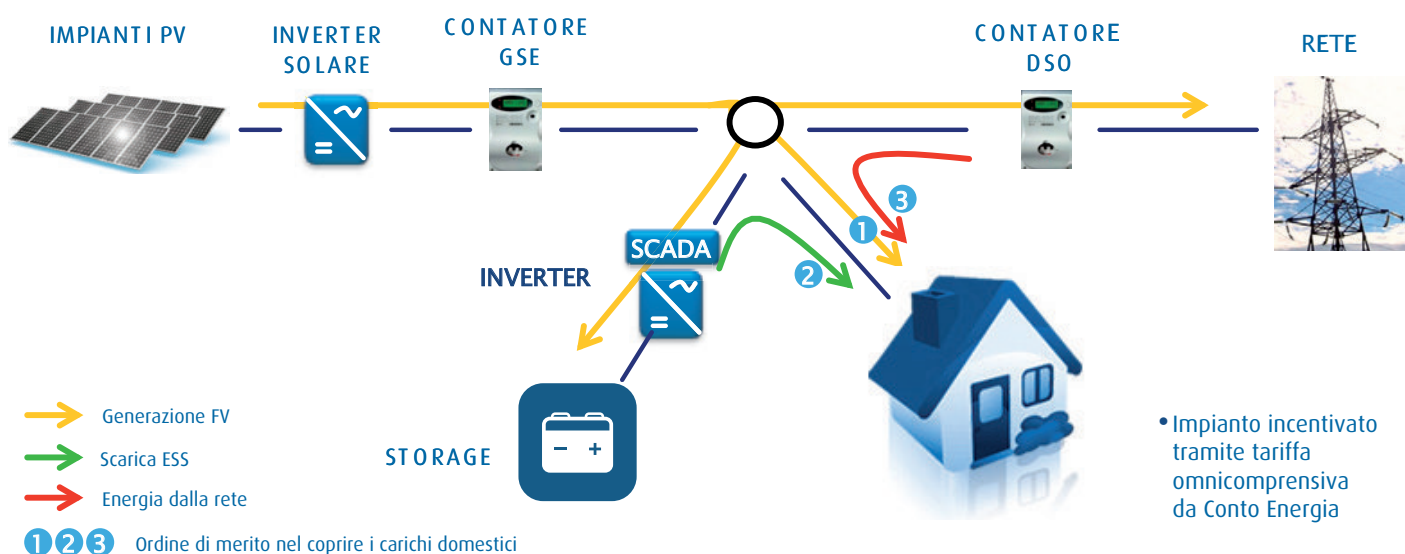 IMPIANTI PV
INVERTER
SOLARE
CONTATORE
GSE
CONTATORE
DSO
RETE
SCADA
INVERTER
1
2
3
STORAGE
Generazione FV
Scarica ESS
Energia dalla rete
1 2 3 Ordine di merito nel coprire i carichi domestici
• Impianto incentivato
tramite tariffa
omnicomprensiva
da Conto Energia